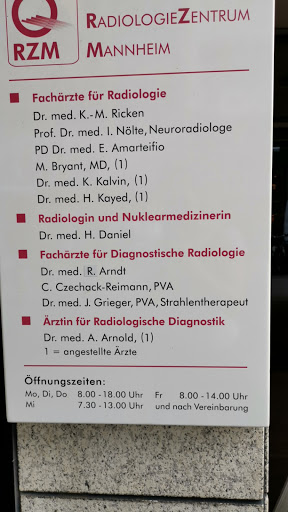 RZM
RADIOLOGIEZENTRUM
MANNHEIM
Fachärzte für Radiologie
Dr. med. K.-M. Ricken
Prof. Dr. med. I. Nölte, Neuroradiologe
PD Dr. med. E. Amarteifio
M. Bryant, MD, (1)
Dr. med. K. Kalvin, (1)
Dr. med. H. Kayed, (1)
Radiologin und Nuklearmedizinerin
Dr. med. H. Daniel
Fachärzte für Diagnostische Radiologie
Dr. med. R. Arndt
C. Czechack-Reimann, PVA
Dr. med. J. Grieger, PVA, Strahlentherapeut
Ärztin für Radiologische Diagnostik
Dr. med. A. Arnold, (1)
1 = angestellte Ärzte
Öffnungszeiten:
Mo, Di, Do 8.00-18.00 Uhr Fr 8.00-14.00 Uhr
Mi 7.30-13.00 Uhr und nach Vereinbarung